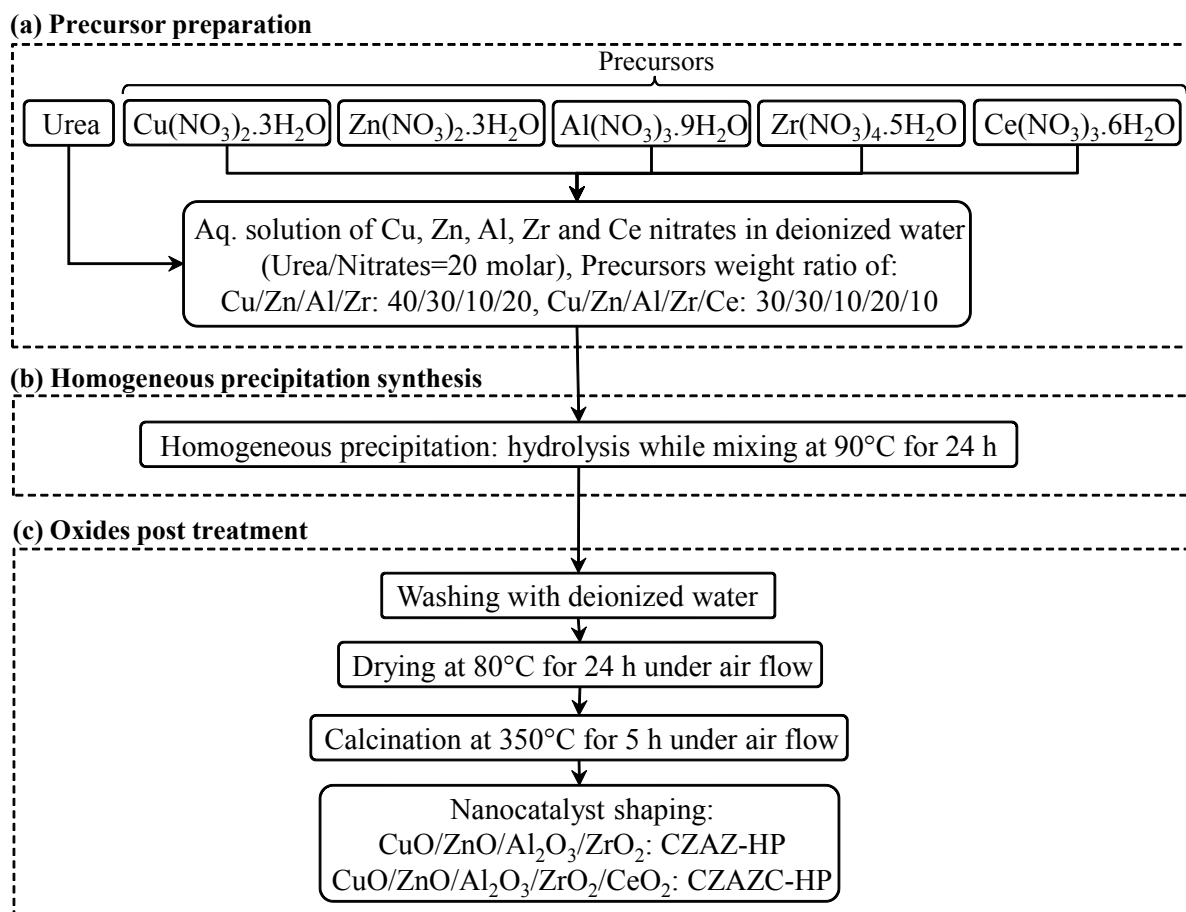 (a) Precursor preparation
Precursors
Urea
Cu(NO₃)₂.3H₂O
Zn(NO₃)₂.3H₂O
Al(NO₃)₃.9H₂O
Zr(NO₃)₄.5H₂O
Ce(NO₃)₃.6H₂O
Aq. solution of Cu, Zn, Al, Zr and Ce nitrates in deionized water
(Urea/Nitrates=20 molar), Precursors weight ratio of:
Cu/Zn/Al/Zr: 40/30/10/20, Cu/Zn/Al/Zr/Ce: 30/30/10/20/10
(b) Homogeneous precipitation synthesis
Homogeneous precipitation: hydrolysis while mixing at 90°C for 24 h
(c) Oxides post treatment
Washing with deionized water
Drying at 80°C for 24 h under air flow
Calcination at 350°C for 5 h under air flow
Nanocatalyst shaping:
CuO/ZnO/Al₂O₃/ZrO₂: CZAZ-HP
CuO/ZnO/Al₂O₃/ZrO₂/CeO₂: CZAZC-HP